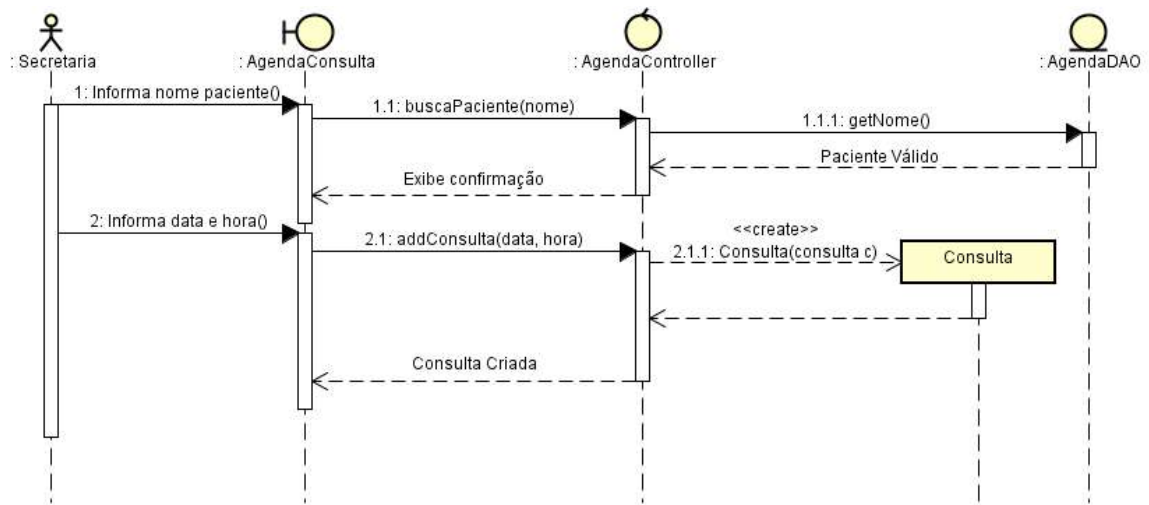 : Secretaria
: AgendaConsulta
: AgendaController
: AgendaDAO
1: Informa nome paciente()
1.1: buscaPaciente(nome)
1.1.1: getNome()
Paciente Válido
Exibe confirmação
2: Informa data e hora()
2.1: addConsulta(data, hora)
<<create>>
2.1.1: Consulta(consulta c)
Consulta
Consulta Criada